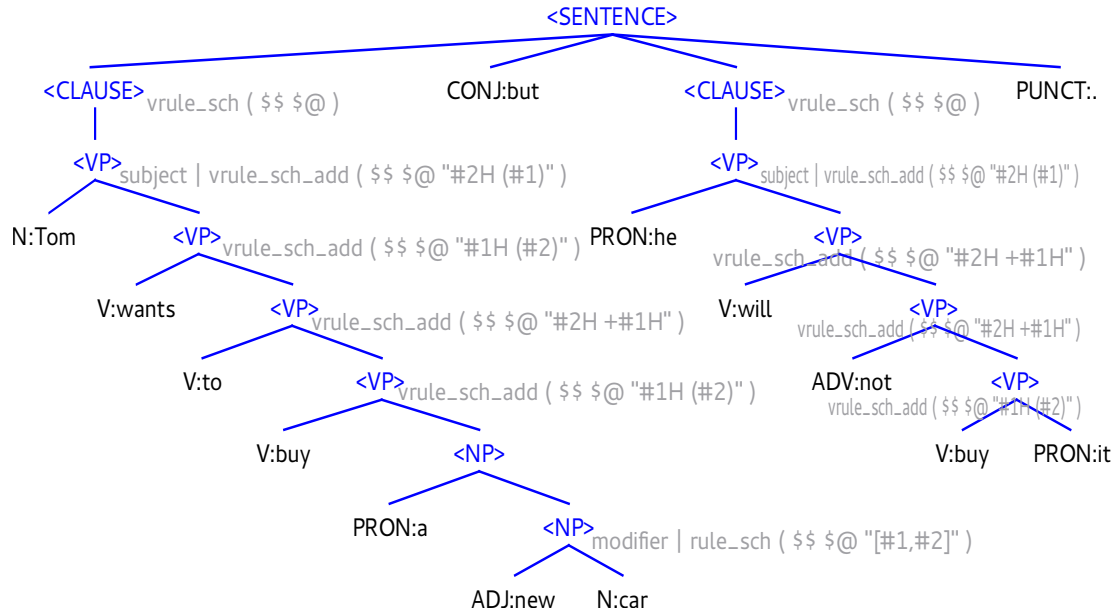 <SENTENCE>
<CLAUSE> vrule_sch ( $$ $@ ) CONJ:but <CLAUSE> vrule_sch ( $$ $@ ) PUNCT:.
<VP> subject | vrule_sch_add ( $$ $@ "#2H (#1)" ) <VP> subject | vrule_sch_add ( $$ $@ "#2H (#1)" )
N:Tom <VP> vrule_sch_add ( $$ $@ "#1H (#2)" ) PRON:he <VP> vrule_sch_add ( $$ $@ "#2H +#1H" )
V:wants <VP> vrule_sch_add ( $$ $@ "#2H +#1H" ) V:will <VP> vrule_sch_add ( $$ $@ "#2H +#1H" )
V:to <VP> vrule_sch_add ( $$ $@ "#1H (#2)" ) ADV:not <VP> vrule_sch_add ( $$ $@ "#1H (#2)" )
V:buy <NP> V:buy PRON:it
PRON:a <NP> modifier | rule_sch ( $$ $@ "[#1,#2]" )
ADJ:new N:car